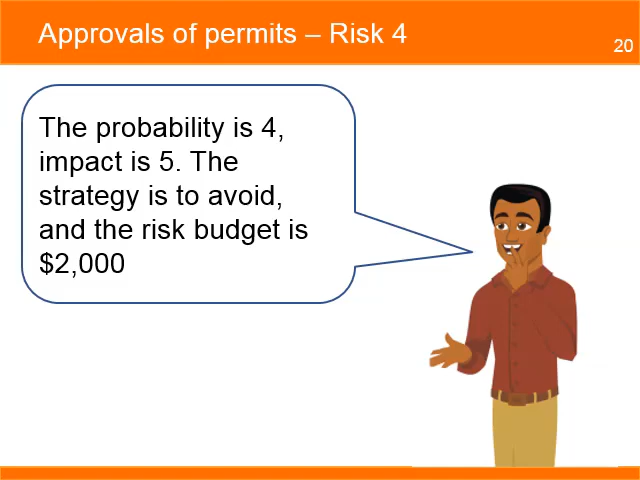 Approvals of permits – Risk 4
20
The probability is 4,
impact is 5. The
strategy is to avoid,
and the risk budget is
$2,000